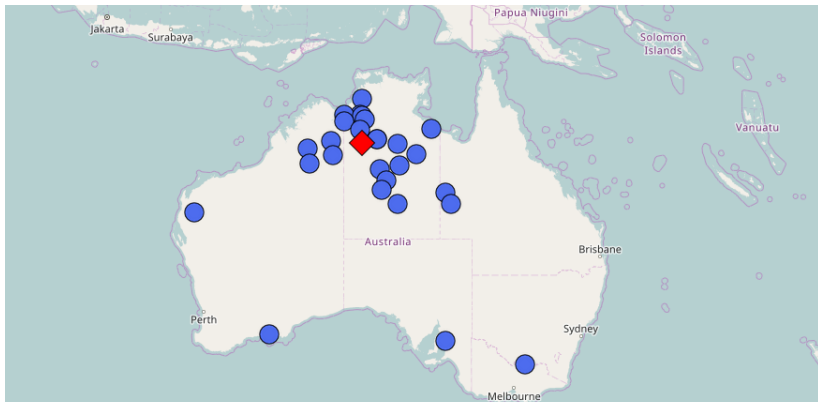 Papua Niugini
Jakarta
Surabaya
Solomon
Islands
Vanuatu
Australia
Brisbane
Perth
Sydney
Melbourne